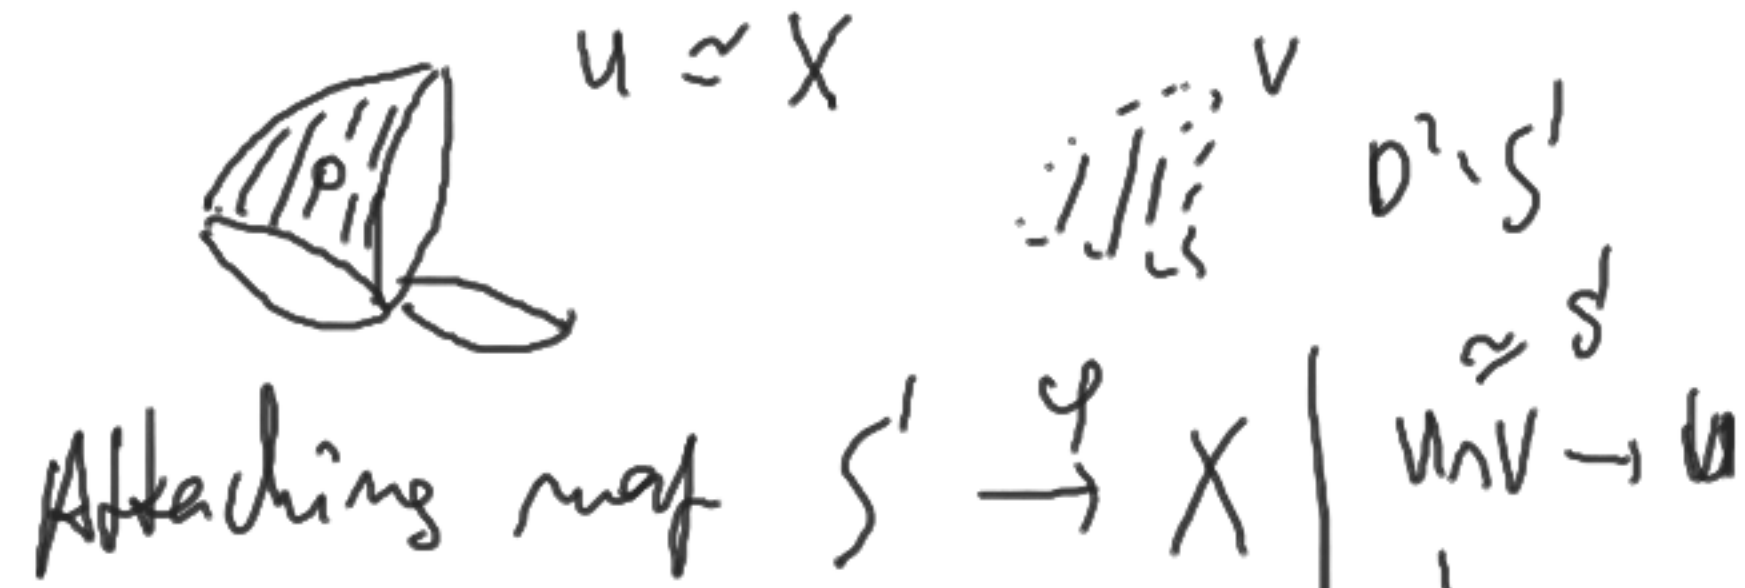 U ≃ X
V
D² \ S¹
≃ S¹
Attaching map S¹ →φ X | U∩V → U